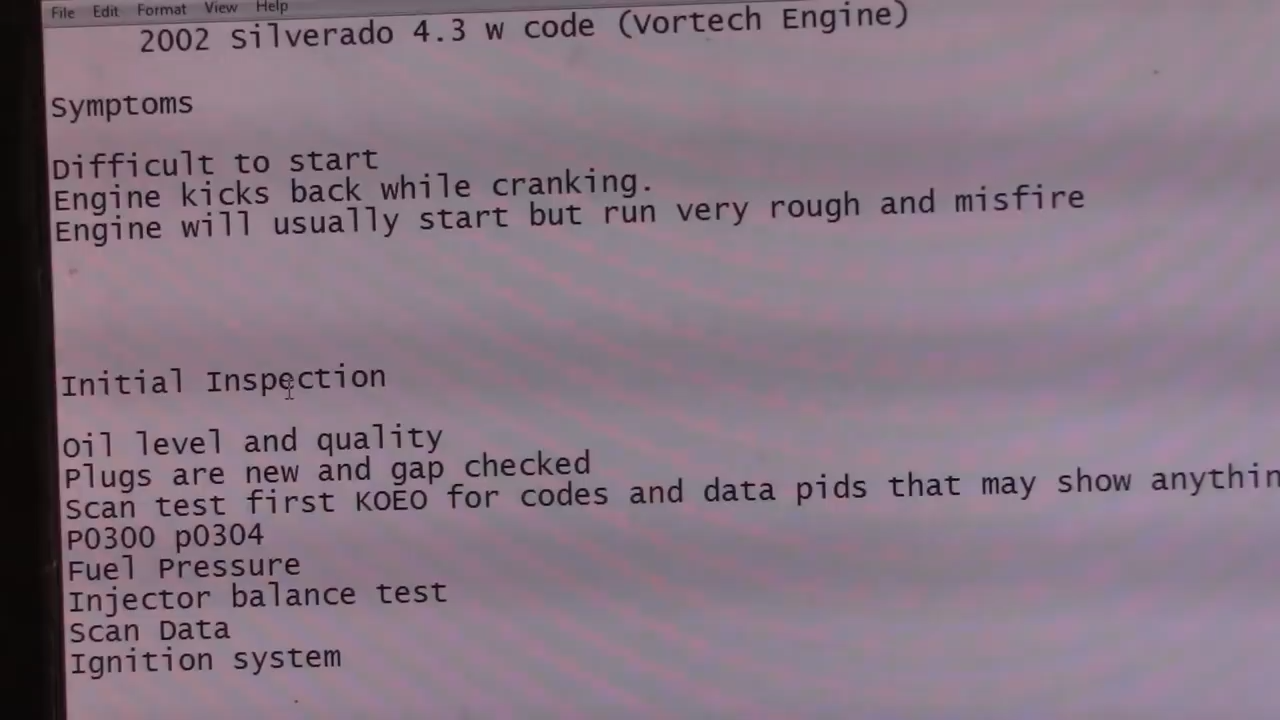 File Edit Format View Help
2002 Silverado 4.3 w code (Vortech Engine)
Symptoms
Difficult to start
Engine kicks back while cranking.
Engine will usually start but run very rough and misfire
Initial Inspection
Oil level and quality
Plugs are new and gap checked
Scan test first KOEO for codes and data pids that may show anythin
P0300 p0304
Fuel Pressure
Injector balance test
Scan Data
Ignition system